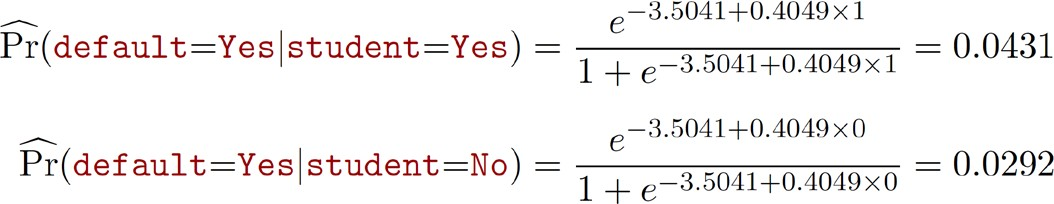 P̂r(default=Yes|student=Yes) = e^{−3.5041+0.4049×1} / (1 + e^{−3.5041+0.4049×1}) = 0.0431
P̂r(default=Yes|student=No) = e^{−3.5041+0.4049×0} / (1 + e^{−3.5041+0.4049×0}) = 0.0292